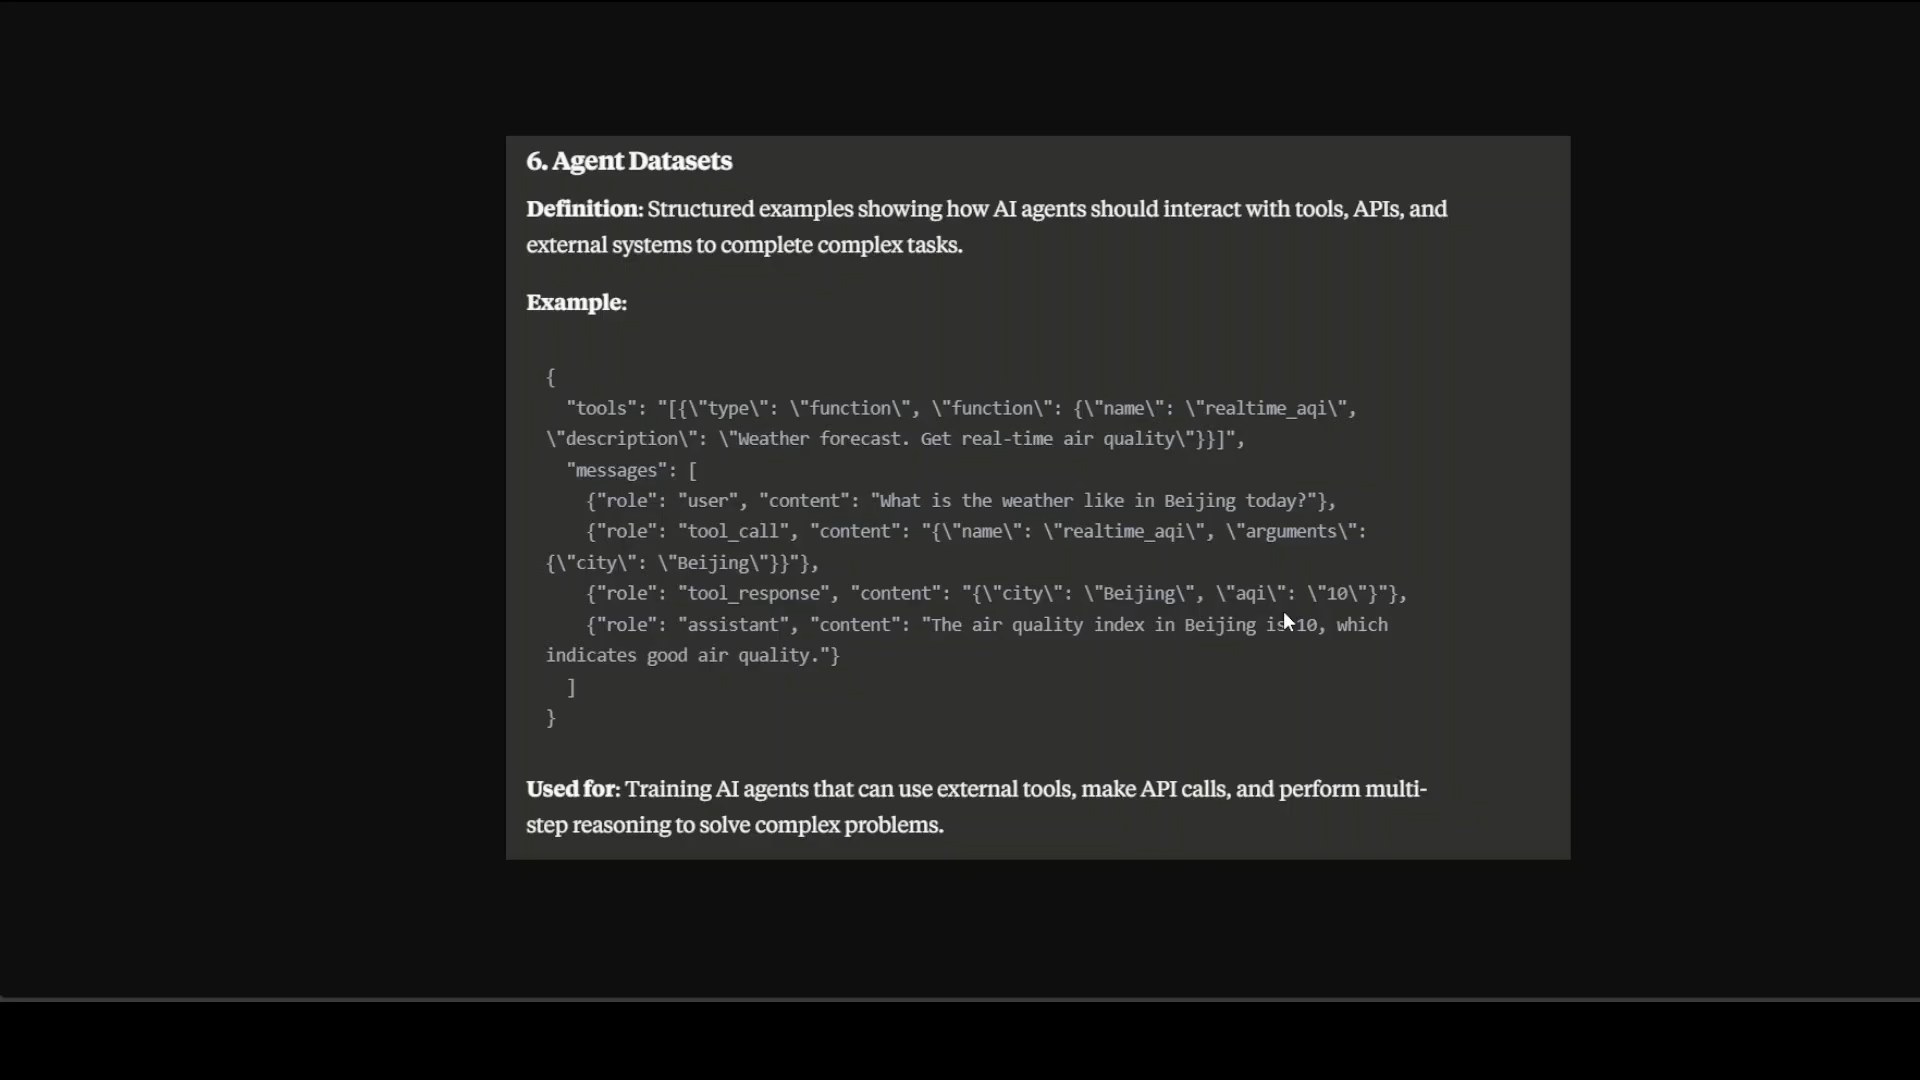 6. Agent Datasets
Definition: Structured examples showing how AI agents should interact with tools, APIs, and
external systems to complete complex tasks.
Example:
{
"tools": "[{\"type\": \"function\", \"function\": {\"name\": \"realtime_aqi\",
\"description\": \"Weather forecast. Get real-time air quality\"}}]",
"messages": [
{"role": "user", "content": "What is the weather like in Beijing today?"},
{"role": "tool_call", "content": "{\"name\": \"realtime_aqi\", \"arguments\":
{\"city\": \"Beijing\"}}"},
{"role": "tool_response", "content": "{\"city\": \"Beijing\", \"aqi\": \"10\"}"},
{"role": "assistant", "content": "The air quality index in Beijing is 10, which
indicates good air quality."}
]
}
Used for: Training AI agents that can use external tools, make API calls, and perform multi-
step reasoning to solve complex problems.